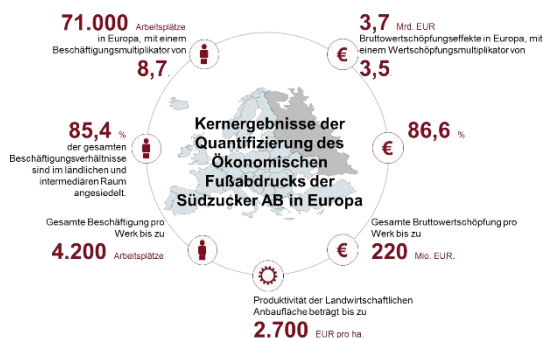 71.000 Arbeitsplätze
in Europa, mit einem
Beschäftigungsmultiplikator von
8,7.
3,7 Mrd. EUR
Bruttowertschöpfungseffekte in Europa, mit
einem Wertschöpfungsmultiplikator von
3,5
85,4 %
der gesamten
Beschäftigungsverhältnisse
sind im ländlichen und
intermediären Raum
angesiedelt.
Kernergebnisse der
Quantifizierung des
Ökonomischen
Fußabdrucks der
Südzucker AB in Europa
86,6 %
€
€
€
Gesamte Beschäftigung pro
Werk bis zu
4.200 Arbeitsplätze
Gesamte Bruttowertschöpfung pro
Werk bis zu
220 Mio. EUR.
Produktivität der Landwirtschaftlichen
Anbaufläche beträgt bis zu
2.700 EUR pro ha.